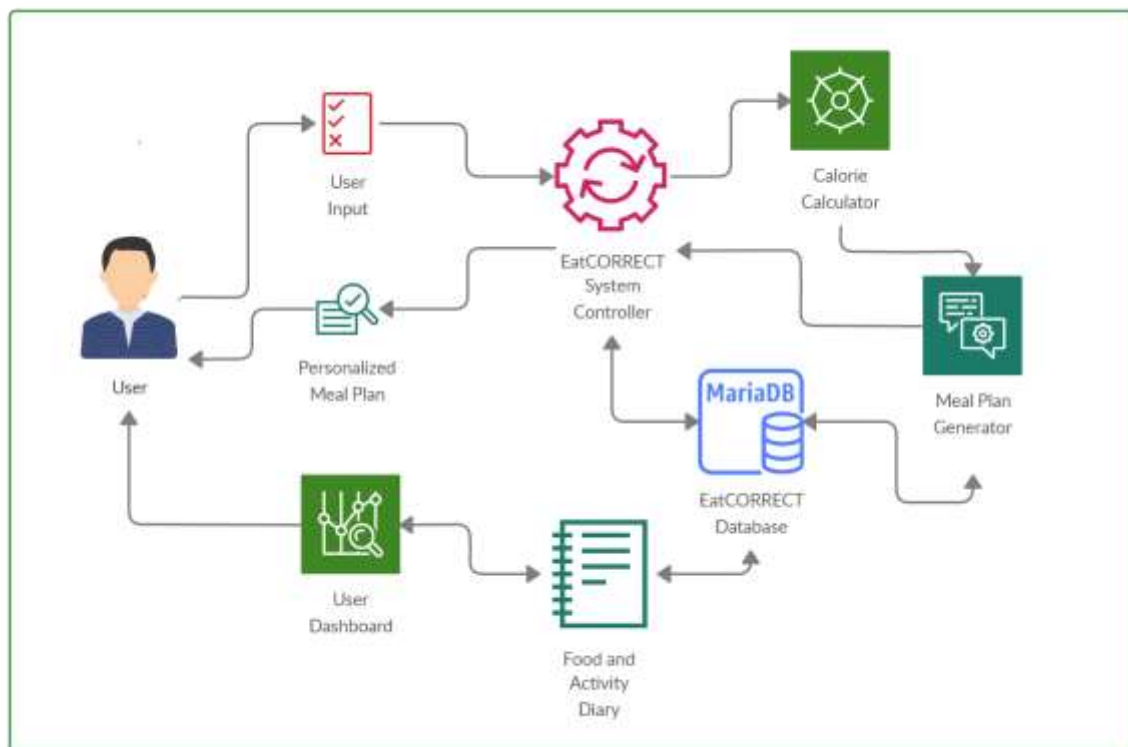 User
Input
Calorie
Calculator
EatCORRECT
System
Controller
User
Personalized
Meal Plan
MariaDB
Meal Plan
Generator
EatCORRECT
Database
User
Dashboard
Food and
Activity
Diary